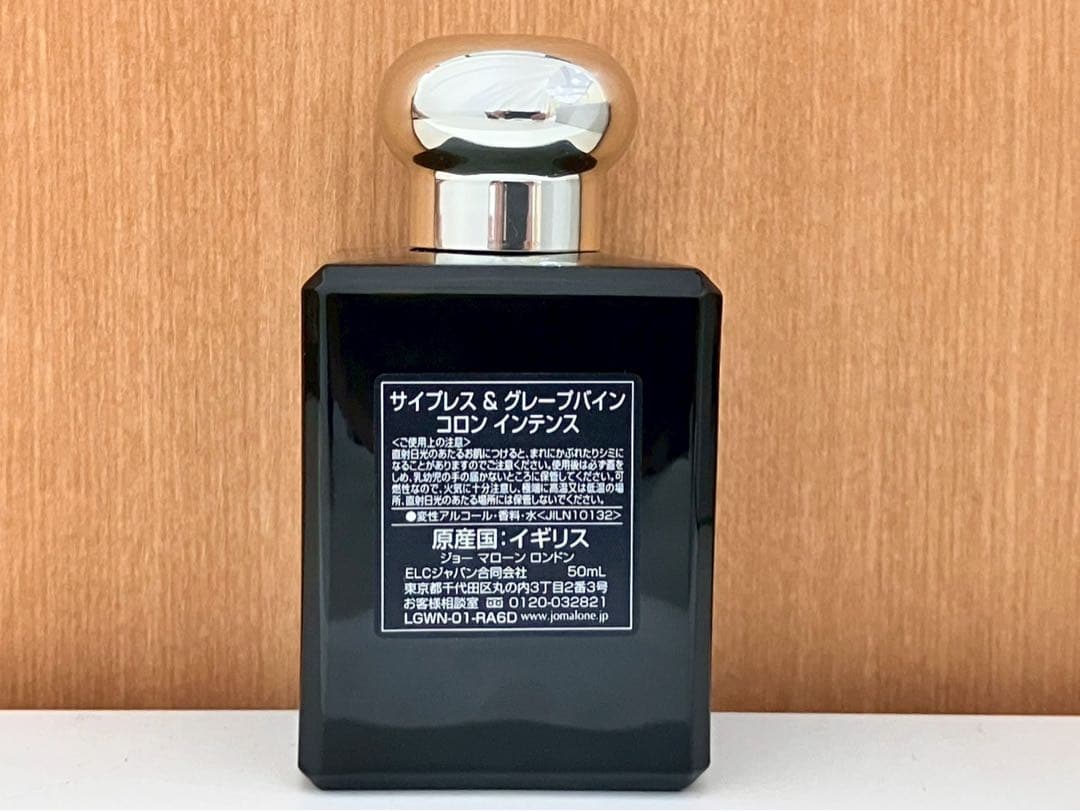 サイプレス & グレープバイン
コロン インテンス
<ご使用上の注意>
直射日光のあたるお肌につけると、まれにかぶれたりシミに
なることがありますのでご注意ください。使用後は必ず蓋を
しめ、乳幼児の手の届かないところに保管してください。可
燃性なので、火気に十分注意し、極端に高温又は低温の場
所、直射日光のあたる場所には保管しないでください。
●変性アルコール・香料・水<JILN10132>
原産国：イギリス
ジョー マローン ロンドン
ELCジャパン合同会社 50mL
東京都千代田区丸の内3丁目2番3号
お客様相談室 0120-032821
LGWN-01-RA6D www.jomalone.jp